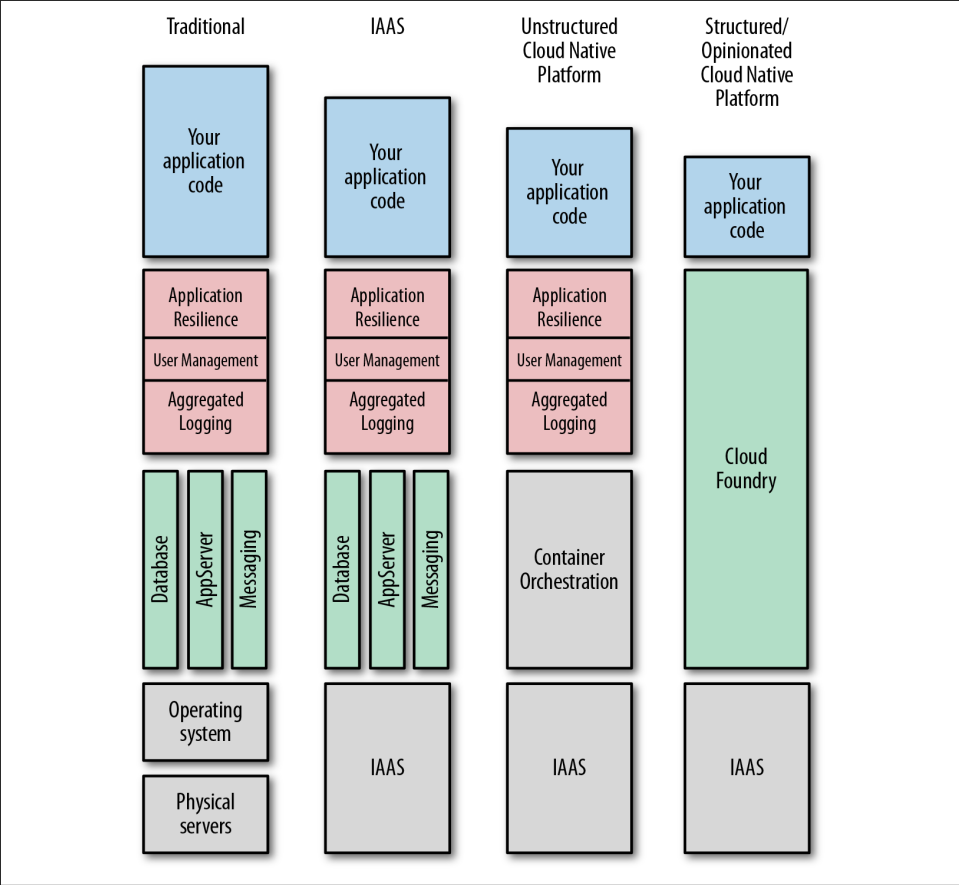 Traditional
IAAS
Unstructured
Cloud Native
Platform
Structured/
Opinionated
Cloud Native
Platform
Your
application
code
Your
application
code
Your
application
code
Your
application
code
Application
Resilience
User Management
Aggregated
Logging
Application
Resilience
User Management
Aggregated
Logging
Application
Resilience
User Management
Aggregated
Logging
Cloud
Foundry
Database
AppServer
Messaging
Database
AppServer
Messaging
Container
Orchestration
Operating
system
Physical
servers
IAAS
IAAS
IAAS